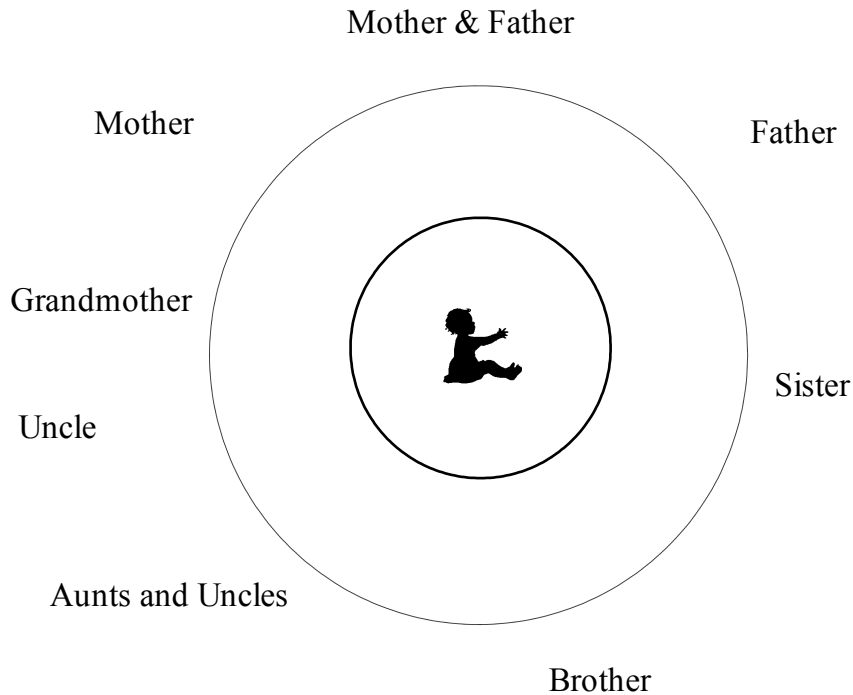 Mother & Father
Mother
Father
Grandmother
Sister
Uncle
Aunts and Uncles
Brother